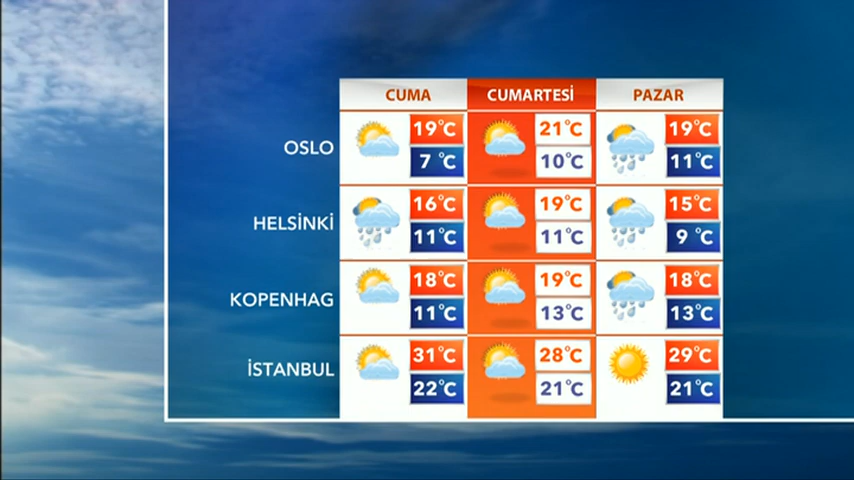 CUMA CUMARTESİ PAZAR
OSLO 19°C 21°C 19°C
7 °C 10°C 11°C
HELSİNKİ 16°C 19°C 15°C
11°C 11°C 9 °C
KOPENHAG 18°C 19°C 18°C
11°C 13°C 13°C
İSTANBUL 31°C 28°C 29°C
22°C 21°C 21°C